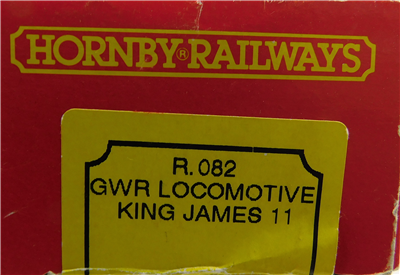 HORNBY® RAILWAYS
R.082
GWR LOCOMOTIVE
KING JAMES 11